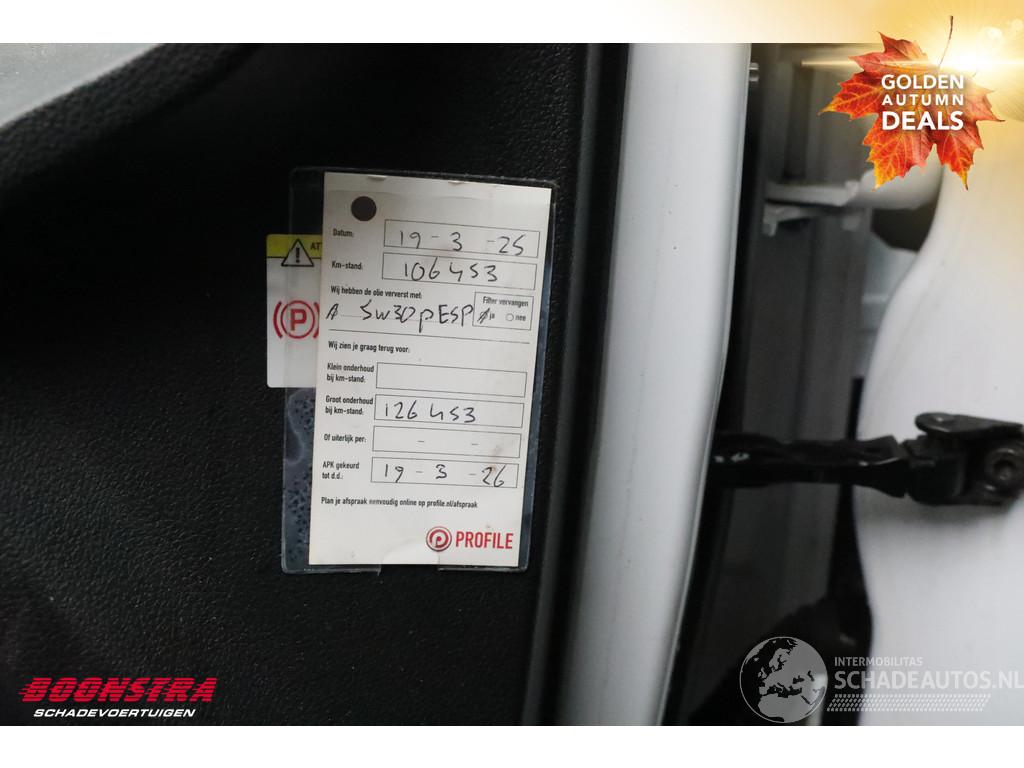 GOLDEN
AUTUMN
DEALS
Datum: 19-3-25
Km-stand: 106453
Wij hebben de olie ververst met: Filter vervangen
5w30pESP ja nee
Wij zien je graag terug voor:
Klein onderhoud
bij km-stand:
Groot onderhoud
bij km-stand: 126453
Of uiterlijk per: - -
APK gekeurd
tot d.d.: 19-3-26
Plan je afspraak eenvoudig online op profile.nl/afspraak
PROFILE
ATT
P
BOONSTRA
SCHADEVOERTUIGEN
INTERMOBILITAS
SCHADEAUTOS.NL